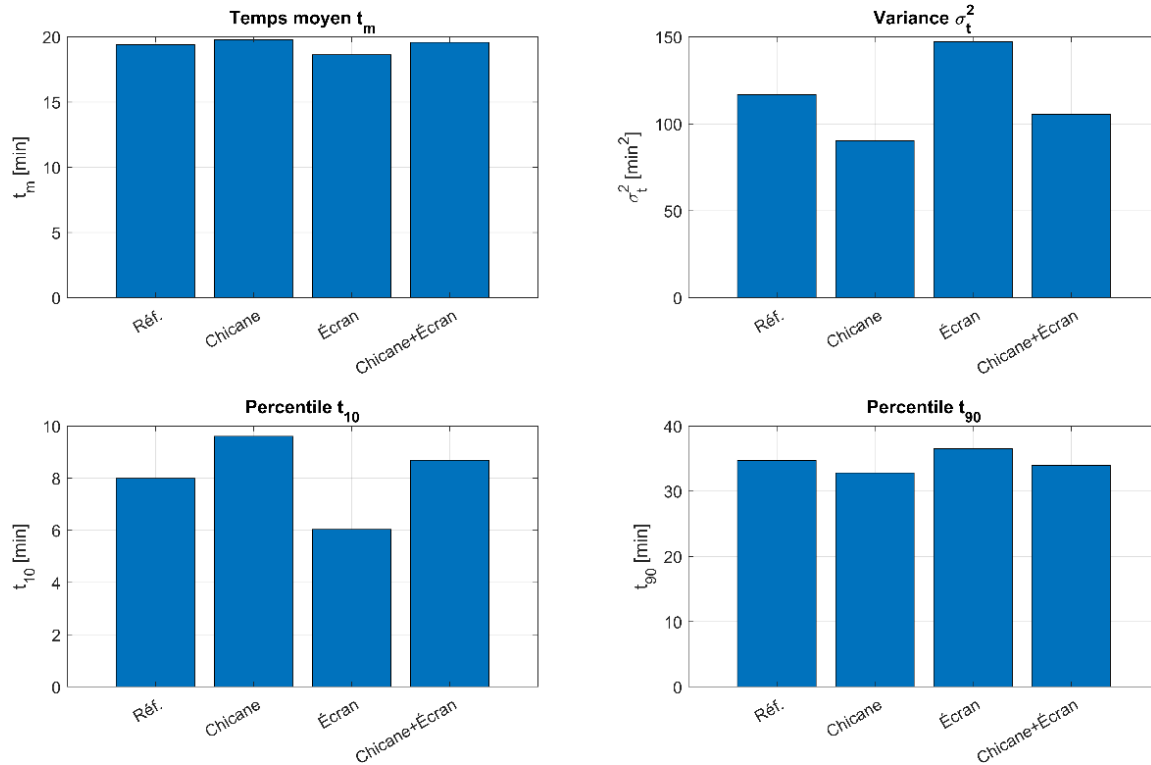 Temps moyen t_m
t_m [min]
20
15
10
5
0
Réf.
Chicane
Écran
Chicane+Écran
Variance σ_t^2
σ_t^2 [min^2]
150
100
50
0
Réf.
Chicane
Écran
Chicane+Écran
Percentile t_10
t_10 [min]
10
8
6
4
2
0
Réf.
Chicane
Écran
Chicane+Écran
Percentile t_90
t_90 [min]
40
30
20
10
0
Réf.
Chicane
Écran
Chicane+Écran